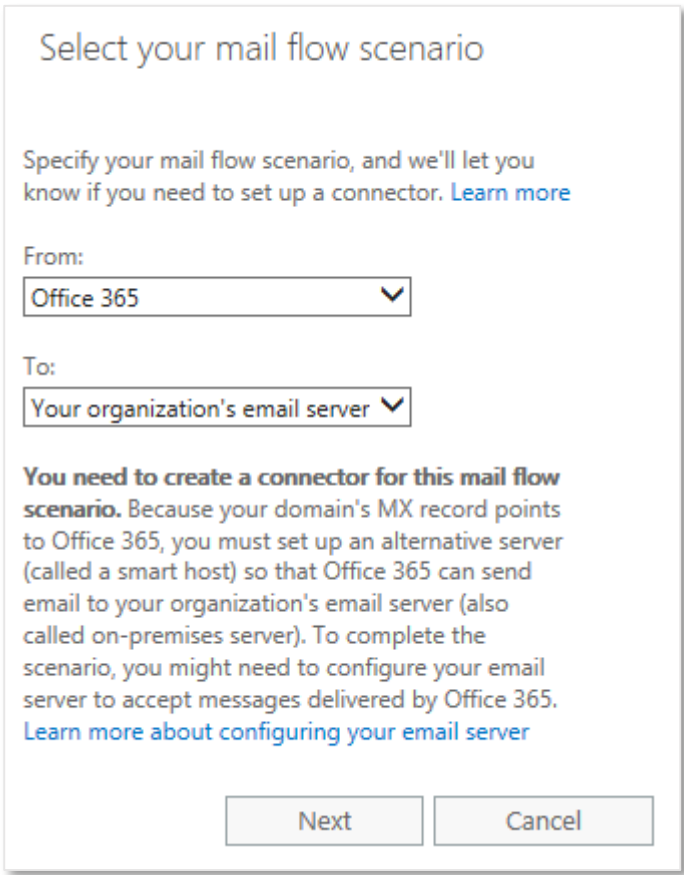 Select your mail flow scenario
Specify your mail flow scenario, and we'll let you
know if you need to set up a connector. Learn more
From:
Office 365
To:
Your organization's email server
You need to create a connector for this mail flow
scenario. Because your domain's MX record points
to Office 365, you must set up an alternative server
(called a smart host) so that Office 365 can send
email to your organization's email server (also
called on-premises server). To complete the
scenario, you might need to configure your email
server to accept messages delivered by Office 365.
Learn more about configuring your email server
Next
Cancel